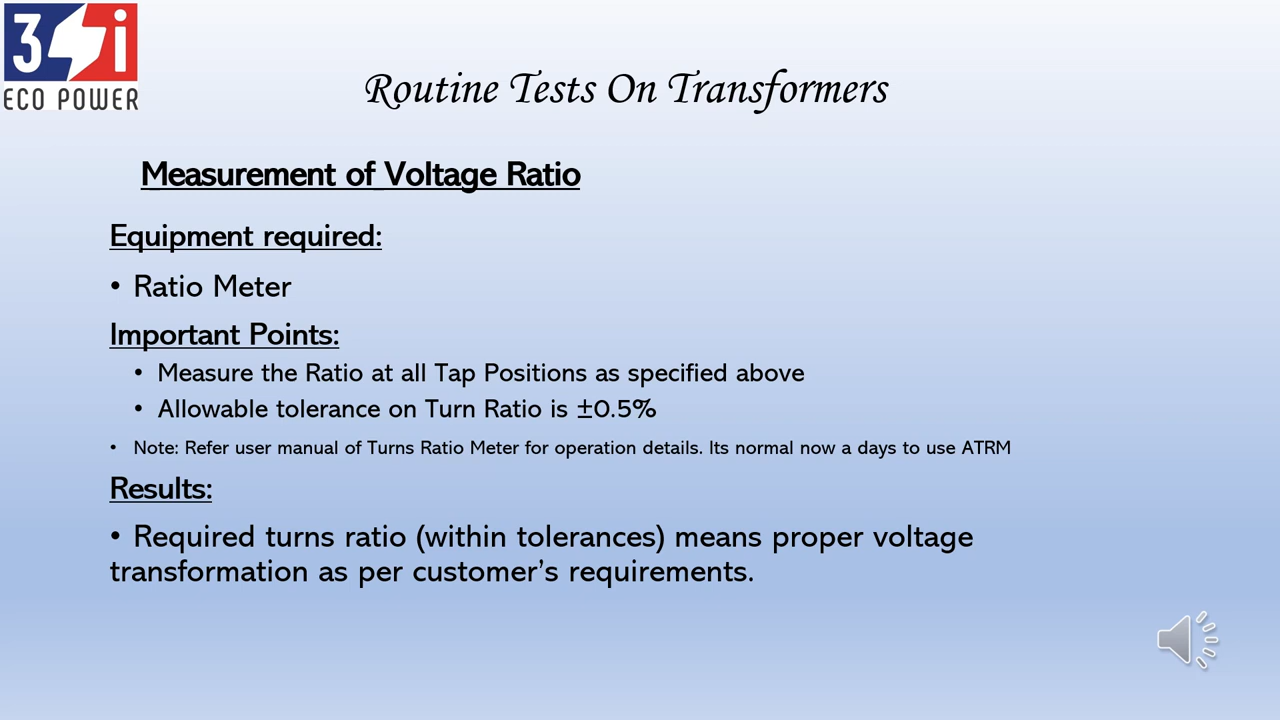 3 i
ECO POWER
Routine Tests On Transformers
Measurement of Voltage Ratio
Equipment required:
• Ratio Meter
Important Points:
• Measure the Ratio at all Tap Positions as specified above
• Allowable tolerance on Turn Ratio is ±0.5%
• Note: Refer user manual of Turns Ratio Meter for operation details. Its normal now a days to use ATRM
Results:
• Required turns ratio (within tolerances) means proper voltage
transformation as per customer’s requirements.